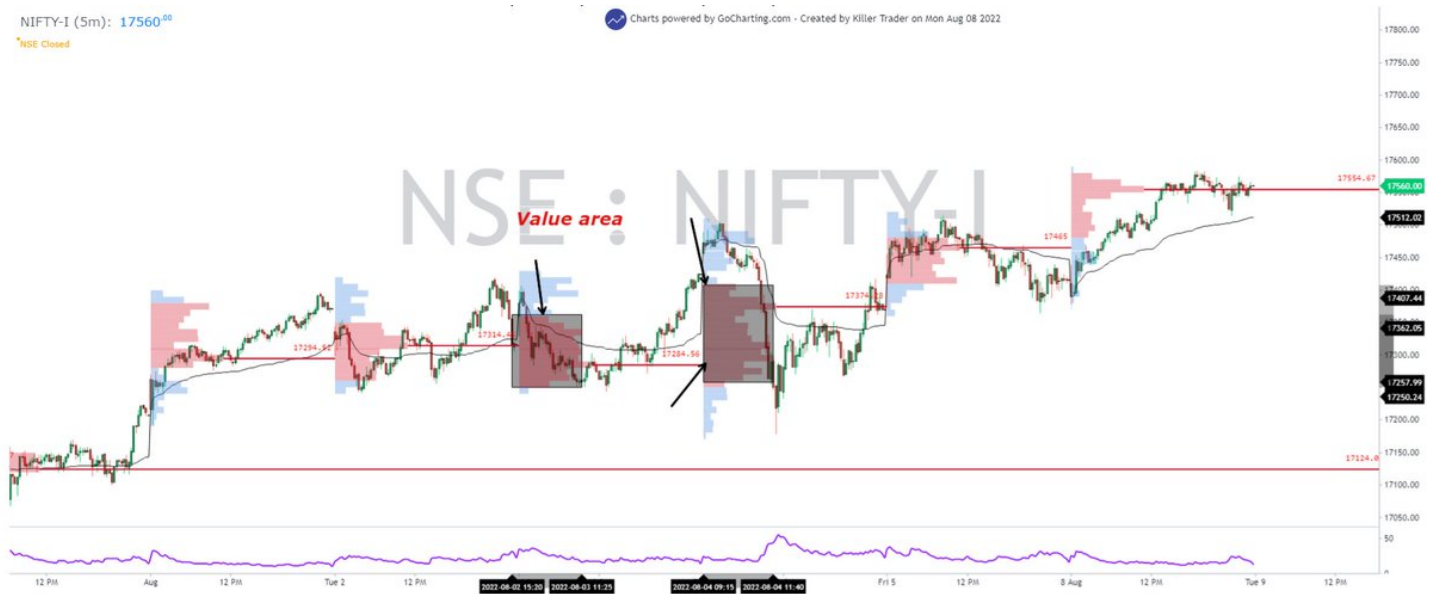 NIFTY-I (5m): 17560.00
Charts powered by GoCharting.com - Created by Killer Trader on Mon Aug 08 2022
NSE Closed
NSE : NIFTY-I
Value area
17294.52
17284.56
17465
17554.67
17124.0
17800.00
17750.00
17700.00
17650.00
17600.00
17560.00
17512.02
17450.00
17407.44
17362.05
17300.00
17257.99
17250.24
17200.00
17150.00
17100.00
17050.00
50
0
12 PM
Aug
12 PM
Tue 2
12 PM
2022-08-02 15:20
2022-08-03 11:25
2022-08-04 09:15
2022-08-04 11:40
Fri 5
12 PM
8 Aug
12 PM
Tue 9
12 PM